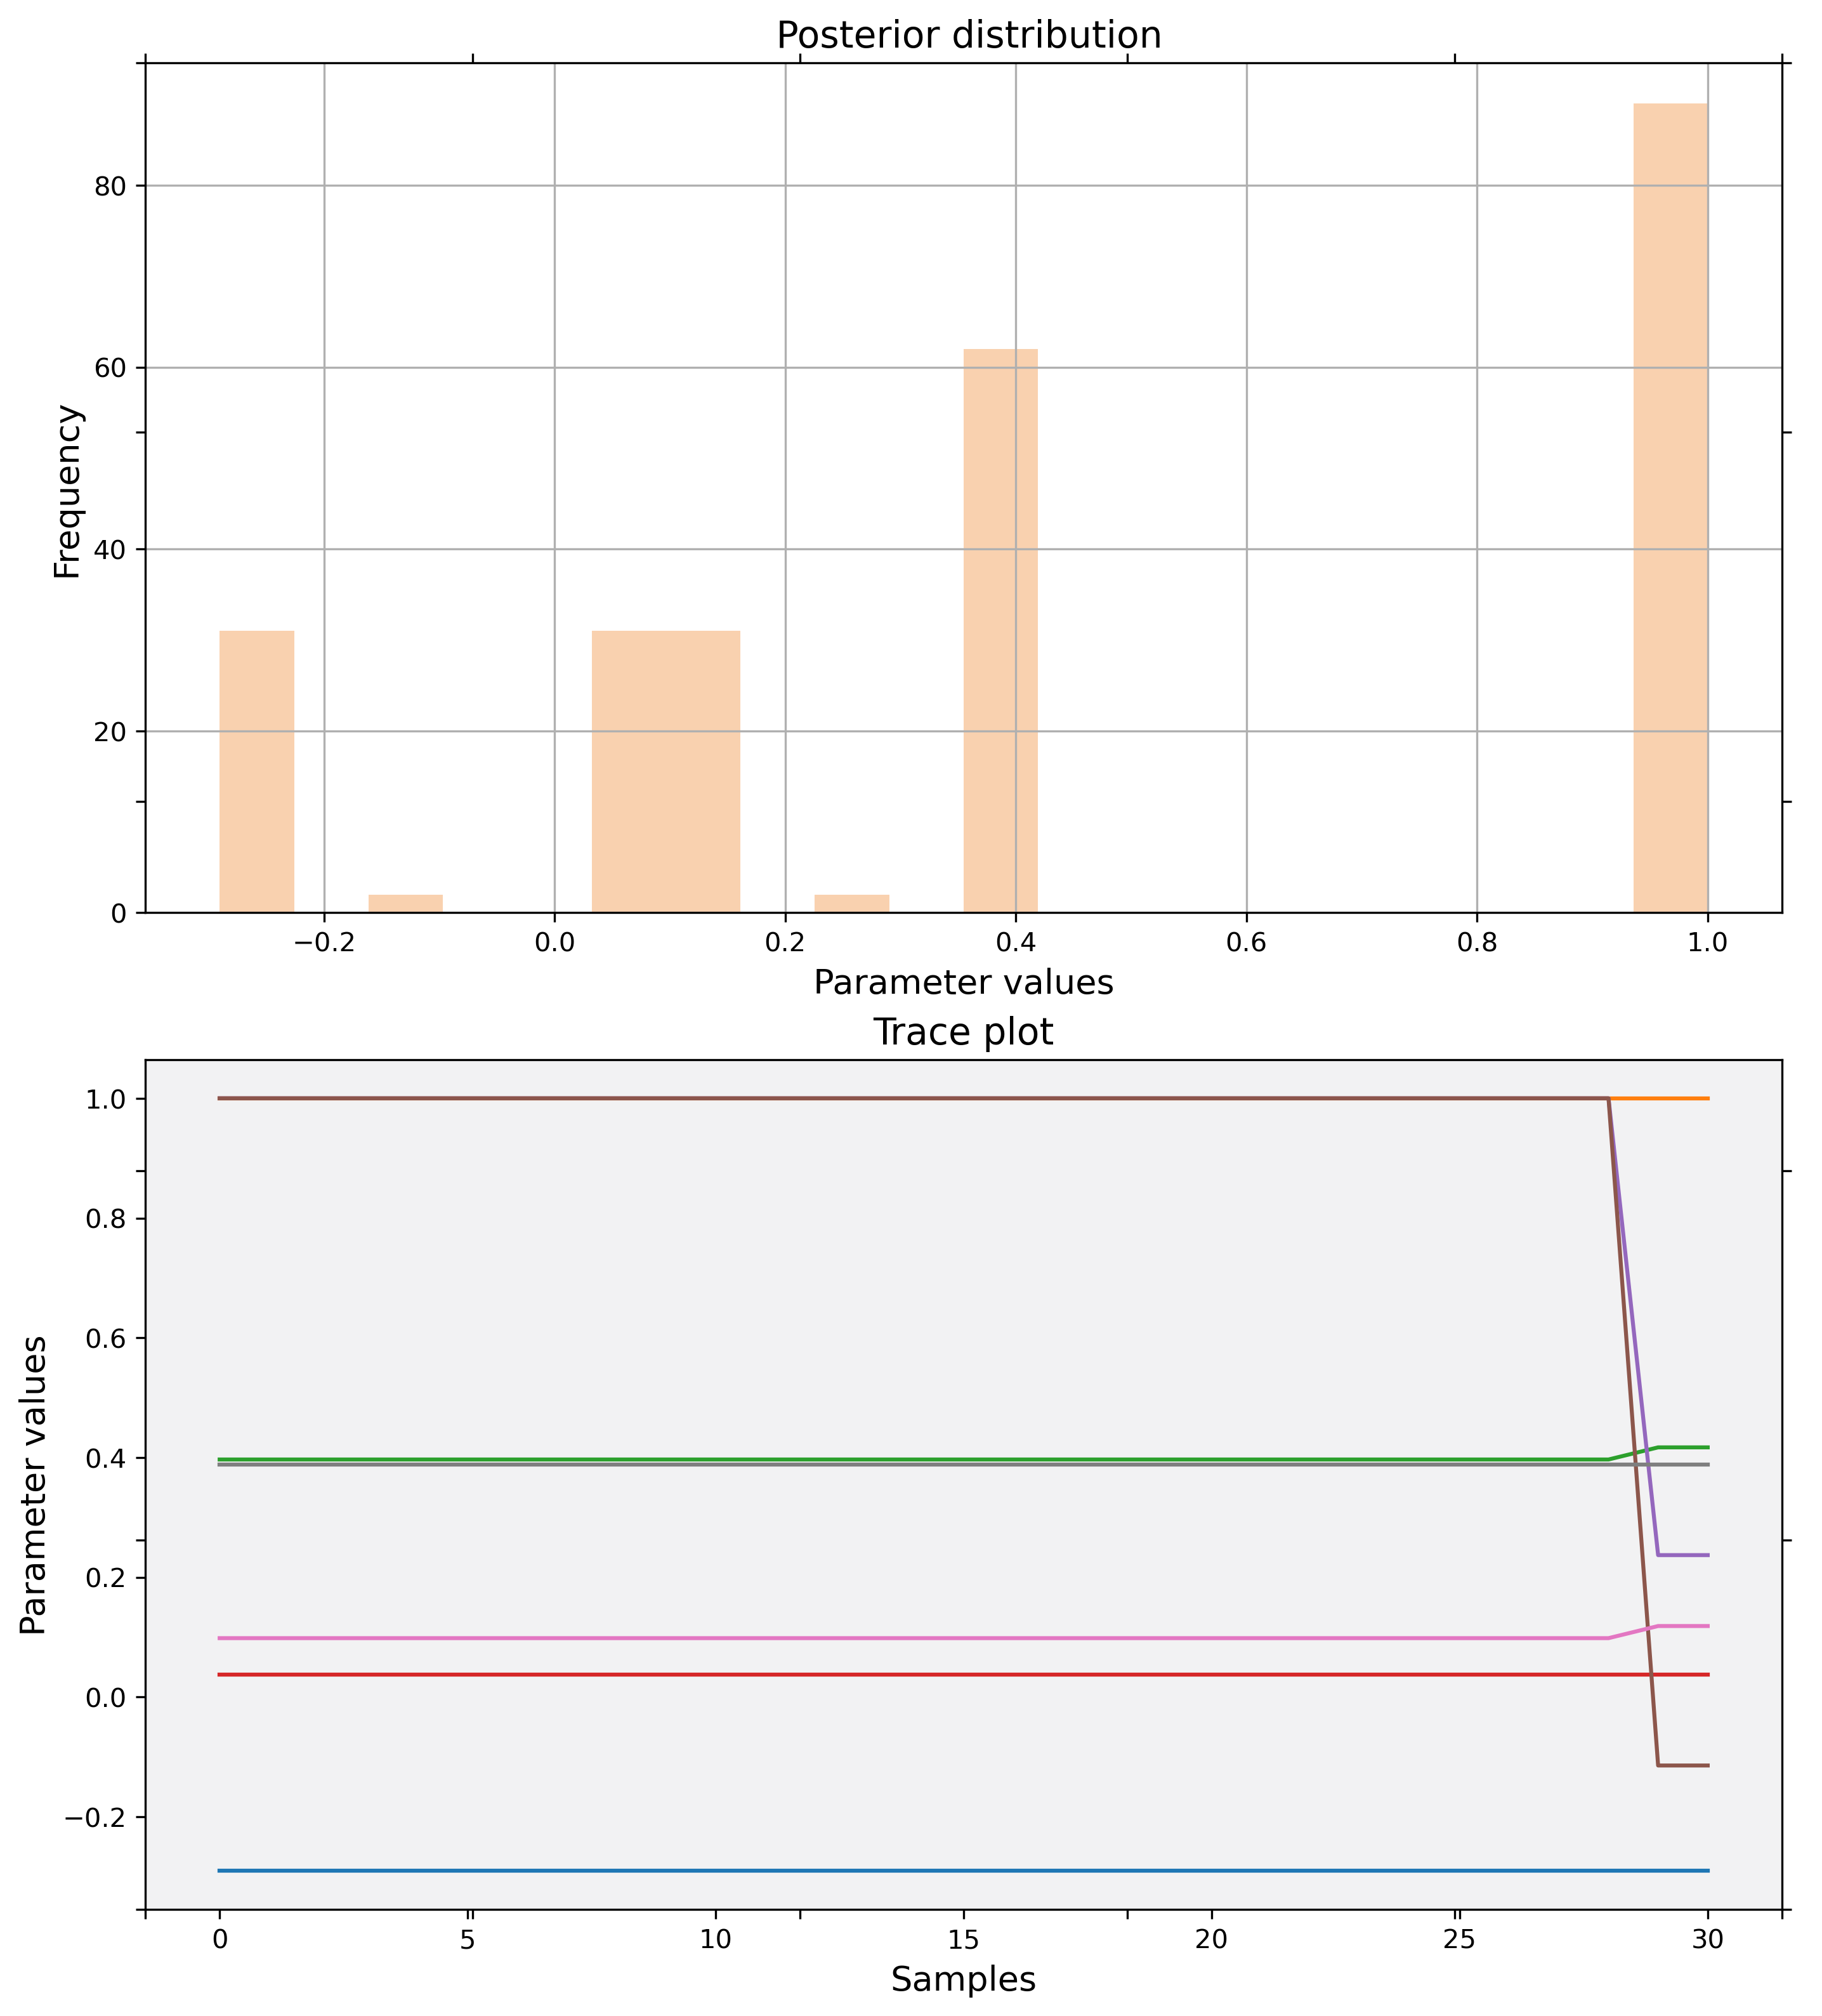 Posterior distribution
80
60
40
20
0
Frequency
−0.2 0.0 0.2 0.4 0.6 0.8 1.0
Parameter values
Trace plot
1.0
0.8
0.6
0.4
0.2
0.0
−0.2
Parameter values
0 5 10 15 20 25 30
Samples